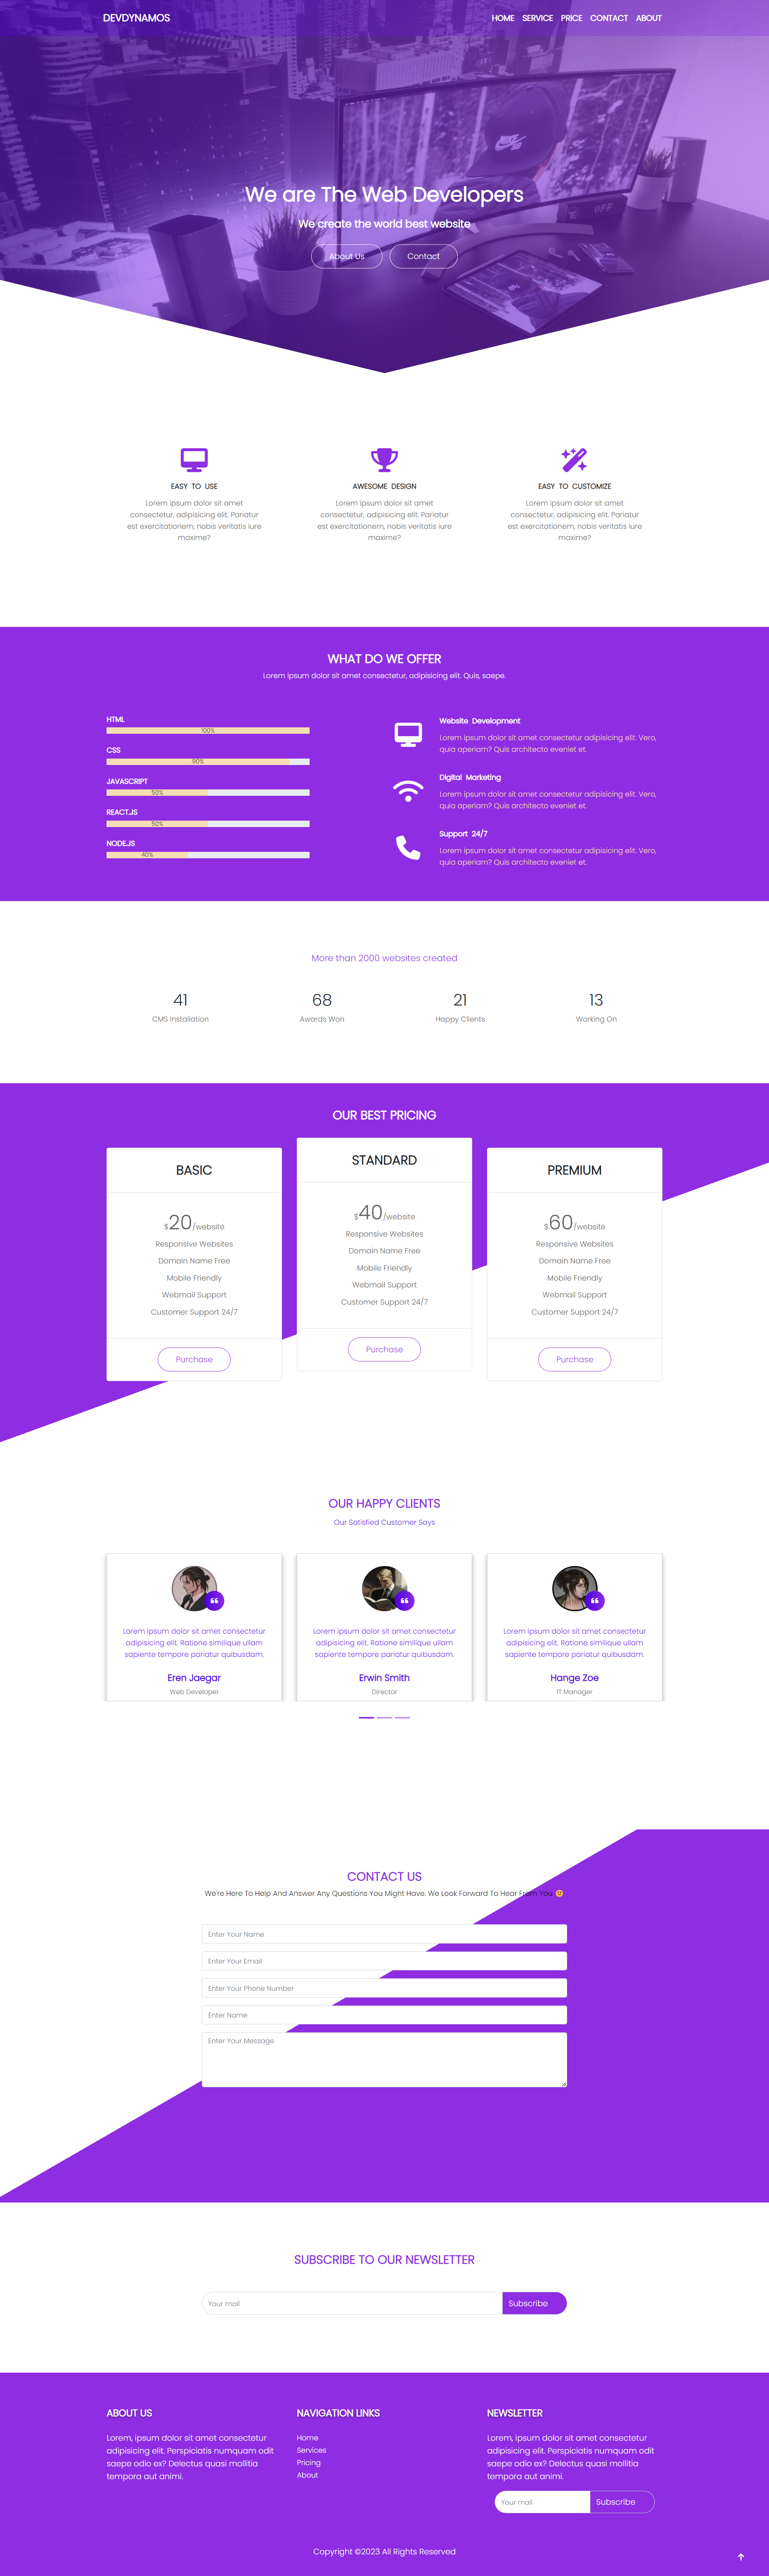 DEVDYNAMOS
HOME SERVICE PRICE CONTACT ABOUT
NIKE
OFF
We are The Web Developers
We create the world best website
About Us
Contact
EASY TO USE
Lorem ipsum dolor sit amet
consectetur, adipisicing elit. Pariatur
est exercitationem, nobis veritatis iure
maxime?
AWESOME DESIGN
Lorem ipsum dolor sit amet
consectetur, adipisicing elit. Pariatur
est exercitationem, nobis veritatis iure
maxime?
EASY TO CUSTOMIZE
Lorem ipsum dolor sit amet
consectetur, adipisicing elit. Pariatur
est exercitationem, nobis veritatis iure
maxime?
WHAT DO WE OFFER
Lorem ipsum dolor sit amet consectetur, adipisicing elit. Quis, saepe.
HTML
100%
CSS
90%
JAVASCRIPT
50%
REACT.JS
50%
NODEJS
40%
Website Development
Lorem ipsum dolor sit amet consectetur adipisicing elit. Vero,
quia aperiam? Quis architecto eveniet et.
Digital Marketing
Lorem ipsum dolor sit amet consectetur adipisicing elit. Vero,
quia aperiam? Quis architecto eveniet et.
Support 24/7
Lorem ipsum dolor sit amet consectetur adipisicing elit. Vero,
quia aperiam? Quis architecto eveniet et.
More than 2000 websites created
41
CMS Installation
68
Awards Won
21
Happy Clients
13
Working On
OUR BEST PRICING
BASIC
$20/website
Responsive Websites
Domain Name Free
Mobile Friendly
Webmail Support
Customer Support 24/7
Purchase
STANDARD
$40/website
Responsive Websites
Domain Name Free
Mobile Friendly
Webmail Support
Customer Support 24/7
Purchase
PREMIUM
$60/website
Responsive Websites
Domain Name Free
Mobile Friendly
Webmail Support
Customer Support 24/7
Purchase
OUR HAPPY CLIENTS
Our Satisfied Customer Says
Lorem ipsum dolor sit amet consectetur
adipisicing elit. Ratione similique ullam
sapiente tempore pariatur quibusdam.
Eren Jaegar
Web Developer
Lorem ipsum dolor sit amet consectetur
adipisicing elit. Ratione similique ullam
sapiente tempore pariatur quibusdam.
Erwin Smith
Director
Lorem ipsum dolor sit amet consectetur
adipisicing elit. Ratione similique ullam
sapiente tempore pariatur quibusdam.
Hange Zoe
IT Manager
CONTACT US
We're Here To Help And Answer Any Questions You Might Have. We Look Forward To Hear From You 🙂
Enter Your Name
Enter Your Email
Enter Your Phone Number
Enter Name
Enter Your Message
SUBSCRIBE TO OUR NEWSLETTER
Your mail
Subscribe
ABOUT US
Lorem, ipsum dolor sit amet consectetur
adipisicing elit. Perspiciatis numquam odit
saepe odio ex? Delectus quasi mollitia
tempora aut animi.
NAVIGATION LINKS
Home
Services
Pricing
About
NEWSLETTER
Lorem, ipsum dolor sit amet consectetur
adipisicing elit. Perspiciatis numquam odit
saepe odio ex? Delectus quasi mollitia
tempora aut animi.
Your mail
Subscribe
Copyright ©2023 All Rights Reserved